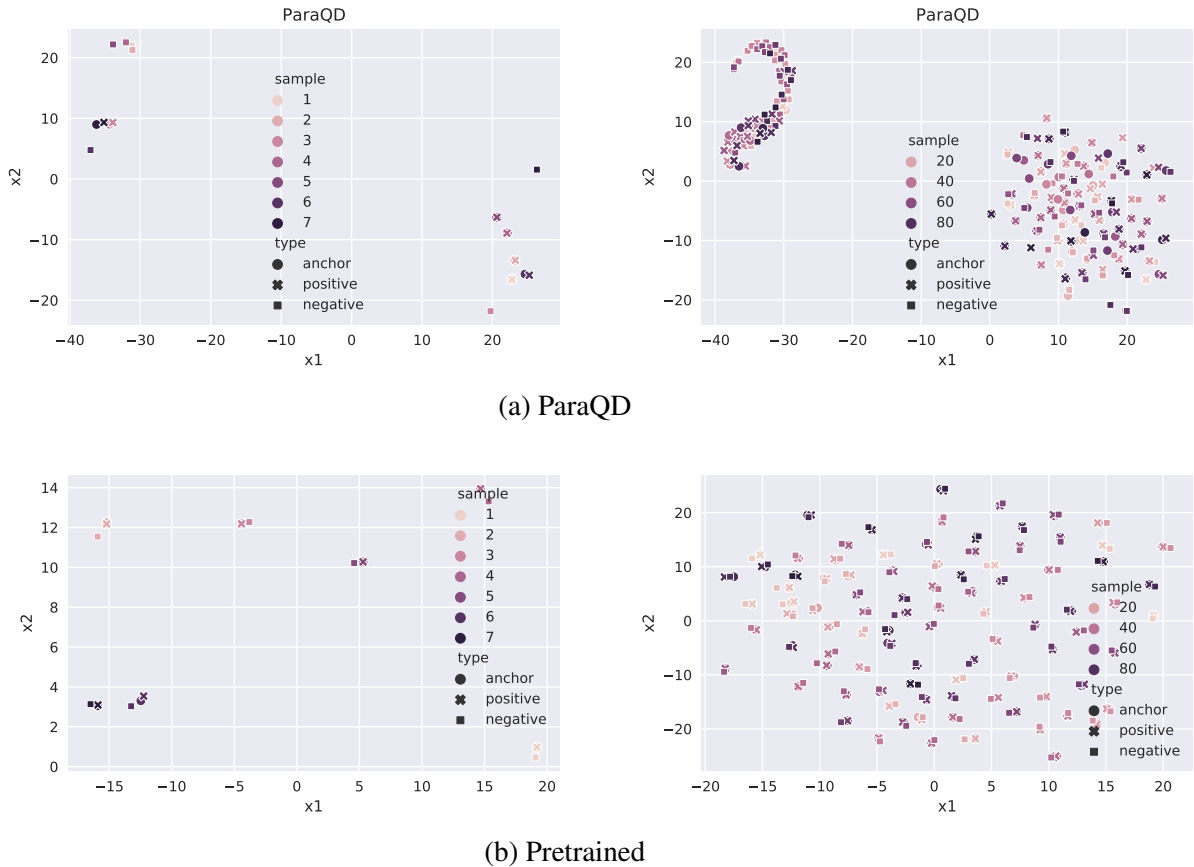 ParaQD
20
10
0
−10
−20
x2
−40 −30 −20 −10 0 10 20
x1
sample
1
2
3
4
5
6
7
type
anchor
positive
negative
ParaQD
20
10
0
−10
−20
x2
−40 −30 −20 −10 0 10 20
x1
sample
20
40
60
80
type
anchor
positive
negative
(a) ParaQD
14
12
10
8
6
4
2
0
x2
−15 −10 −5 0 5 10 15 20
x1
sample
1
2
3
4
5
6
7
type
anchor
positive
negative
20
10
0
−10
−20
x2
−20 −15 −10 −5 0 5 10 15 20
x1
sample
20
40
60
80
type
anchor
positive
negative
(b) Pretrained